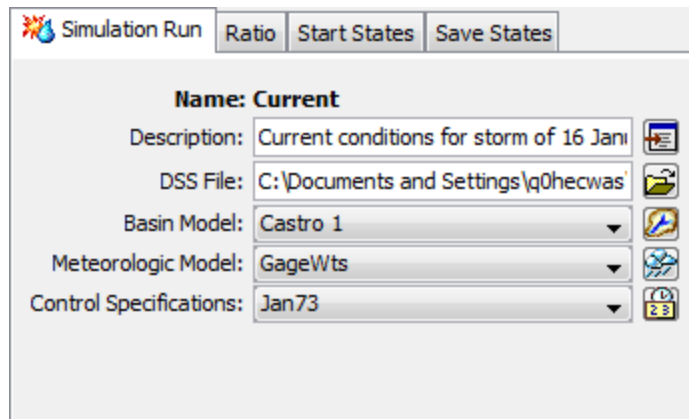 Simulation Run Ratio Start States Save States
Name: Current
Description: Current conditions for storm of 16 Janu
DSS File: C:\Documents and Settings\q0hecwas\
Basin Model: Castro 1
Meteorologic Model: GageWts
Control Specifications: Jan73